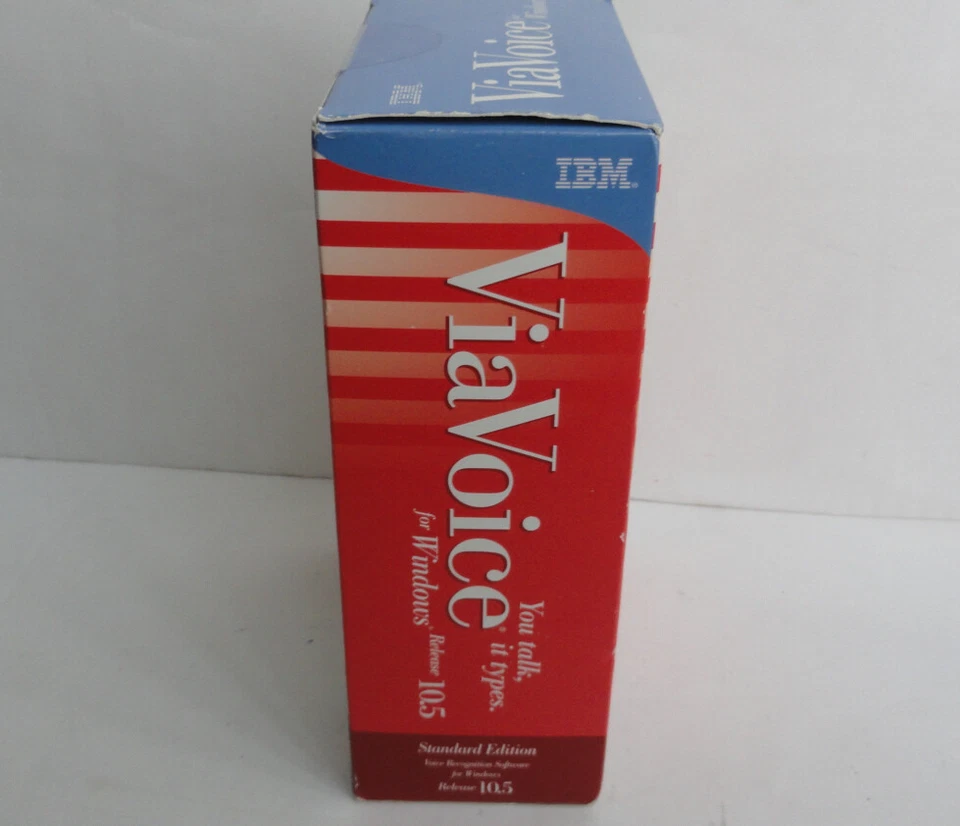 IBM
ViaVoice
IBM®
ViaVoice®
You talk,
it types.
for Windows® Release 10.5
Standard Edition
Voice Recognition Software
for Windows
Release 10.5